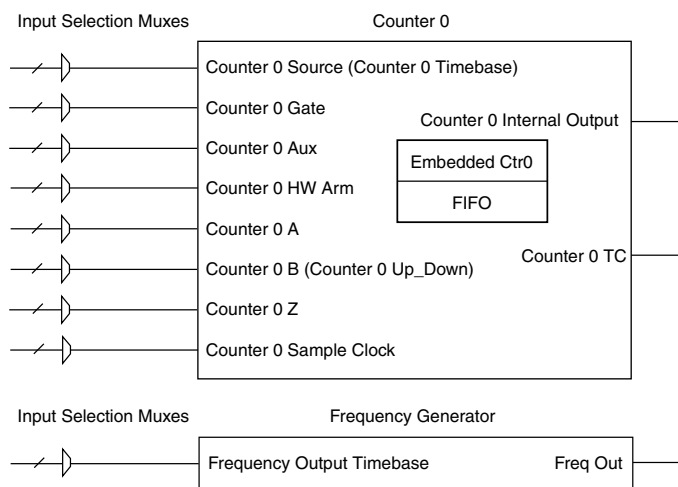 Input Selection Muxes
Counter 0
Counter 0 Source (Counter 0 Timebase)
Counter 0 Gate
Counter 0 Internal Output
Counter 0 Aux
Embedded Ctr0
Counter 0 HW Arm
FIFO
Counter 0 A
Counter 0 TC
Counter 0 B (Counter 0 Up_Down)
Counter 0 Z
Counter 0 Sample Clock
Input Selection Muxes
Frequency Generator
Frequency Output Timebase
Freq Out